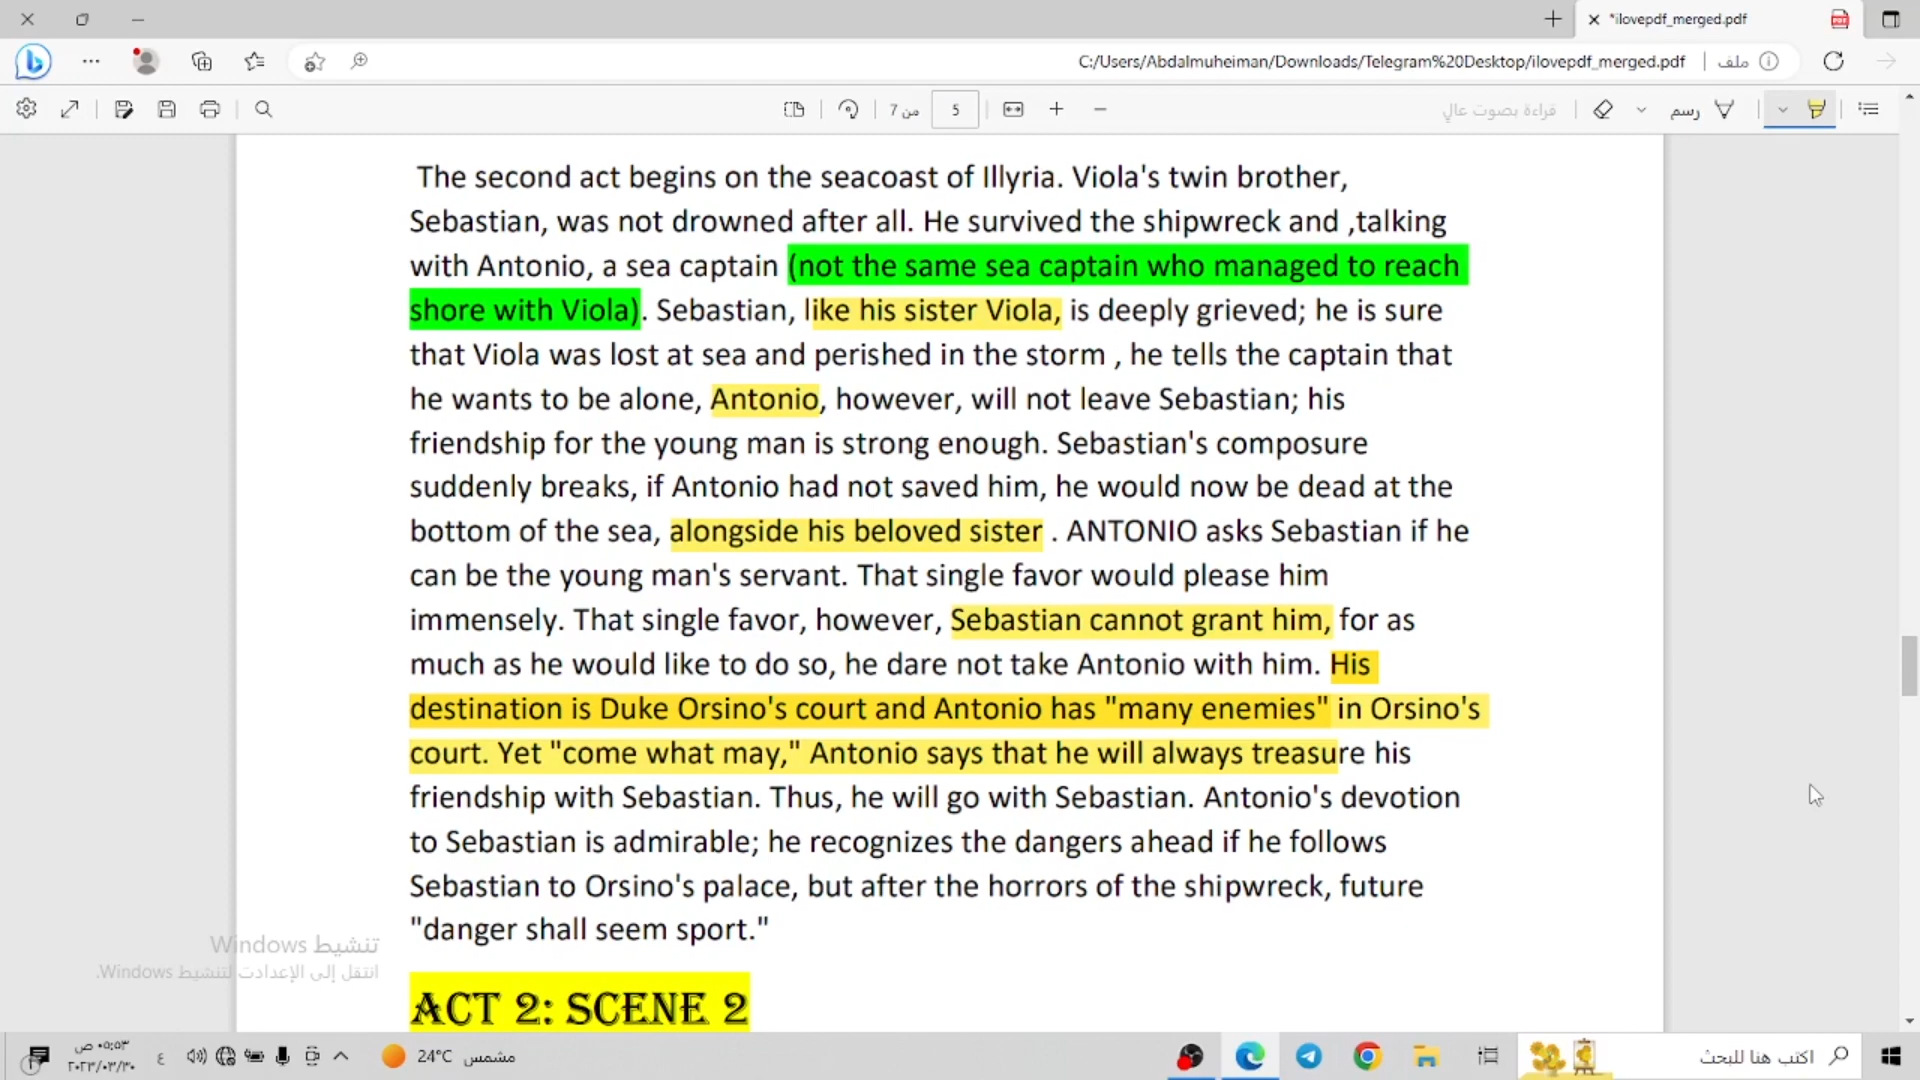 *ilovepdf_merged.pdf
C:/Users/Abdalmuheiman/Downloads/Telegram%20Desktop/ilovepdf_merged.pdf
ملف
5
من 7
قراءة بصوت عالٍ
رسم
The second act begins on the seacoast of Illyria. Viola's twin brother,
Sebastian, was not drowned after all. He survived the shipwreck and ,talking
with Antonio, a sea captain (not the same sea captain who managed to reach
shore with Viola). Sebastian, like his sister Viola, is deeply grieved; he is sure
that Viola was lost at sea and perished in the storm , he tells the captain that
he wants to be alone, Antonio, however, will not leave Sebastian; his
friendship for the young man is strong enough. Sebastian's composure
suddenly breaks, if Antonio had not saved him, he would now be dead at the
bottom of the sea, alongside his beloved sister . ANTONIO asks Sebastian if he
can be the young man's servant. That single favor would please him
immensely. That single favor, however, Sebastian cannot grant him, for as
much as he would like to do so, he dare not take Antonio with him. His
destination is Duke Orsino's court and Antonio has "many enemies" in Orsino's
court. Yet "come what may," Antonio says that he will always treasure his
friendship with Sebastian. Thus, he will go with Sebastian. Antonio's devotion
to Sebastian is admirable; he recognizes the dangers ahead if he follows
Sebastian to Orsino's palace, but after the horrors of the shipwreck, future
"danger shall seem sport."
ACT 2: SCENE 2
تنشيط Windows
انتقل إلى الإعدادت لتنشيط Windows.
٠٥:٥٣ ص
٢٠٢٣/٠٣/٣٠
ع
24°C مشمس
اكتب هنا للبحث